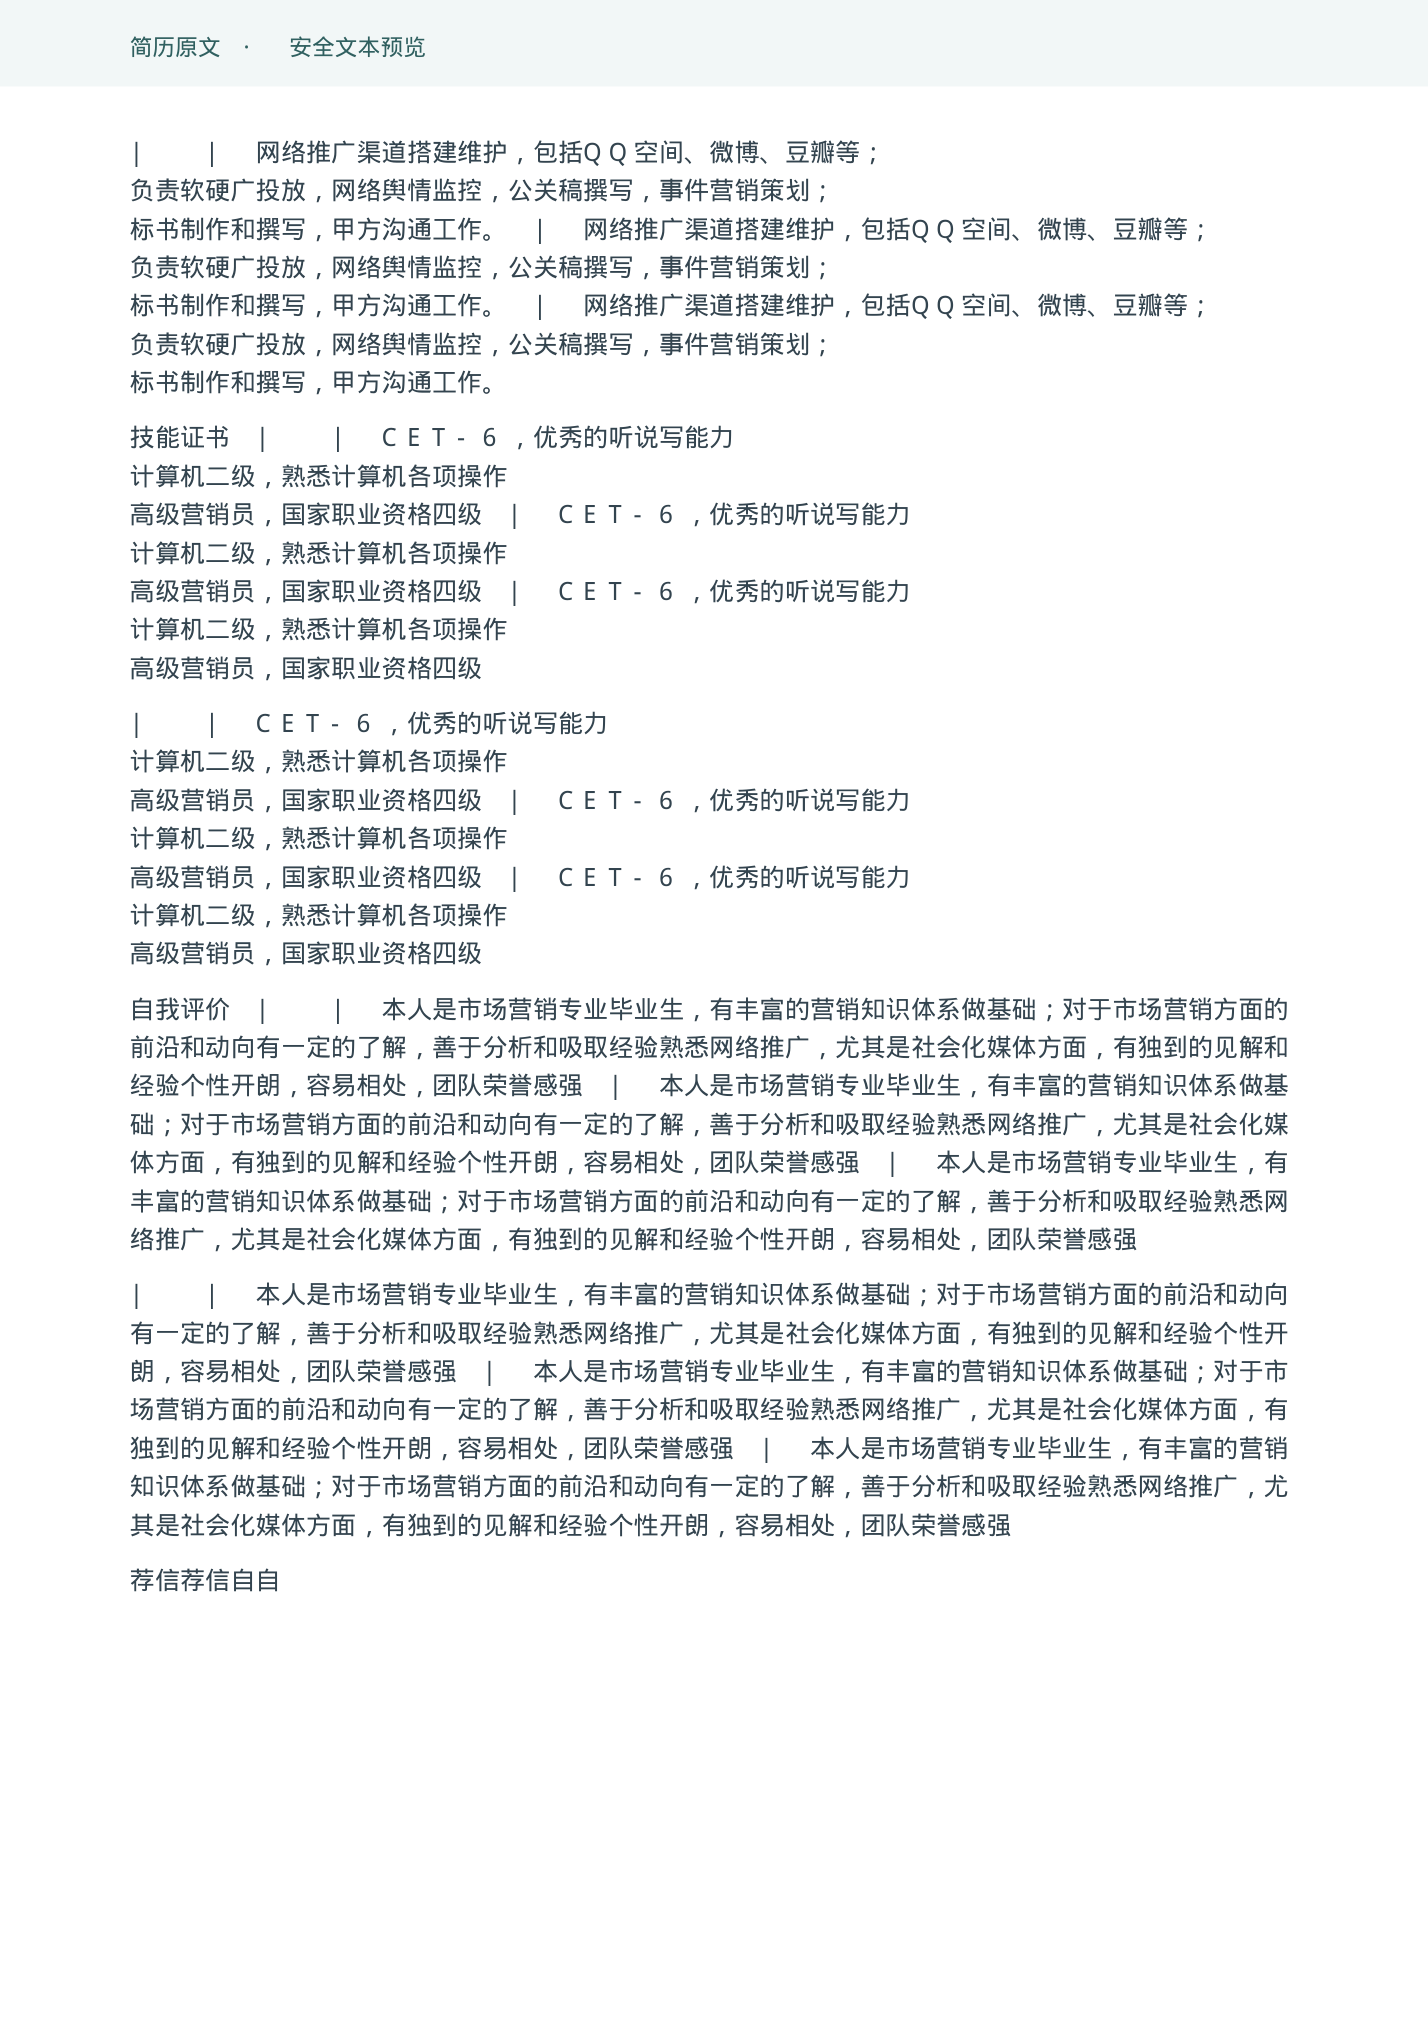 简历原文 · 安全文本预览
| | 网络推广渠道搭建维护,包括QQ空间、微博、豆瓣等;
负责软硬广投放,网络舆情监控,公关稿撰写,事件营销策划;
标书制作和撰写,甲方沟通工作。 | 网络推广渠道搭建维护,包括QQ空间、微博、豆瓣等;
负责软硬广投放,网络舆情监控,公关稿撰写,事件营销策划;
标书制作和撰写,甲方沟通工作。 | 网络推广渠道搭建维护,包括QQ空间、微博、豆瓣等;
负责软硬广投放,网络舆情监控,公关稿撰写,事件营销策划;
标书制作和撰写,甲方沟通工作。
技能证书 | | CET-6,优秀的听说写能力
计算机二级,熟悉计算机各项操作
高级营销员,国家职业资格四级 | CET-6,优秀的听说写能力
计算机二级,熟悉计算机各项操作
高级营销员,国家职业资格四级 | CET-6,优秀的听说写能力
计算机二级,熟悉计算机各项操作
高级营销员,国家职业资格四级
| | CET-6,优秀的听说写能力
计算机二级,熟悉计算机各项操作
高级营销员,国家职业资格四级 | CET-6,优秀的听说写能力
计算机二级,熟悉计算机各项操作
高级营销员,国家职业资格四级 | CET-6,优秀的听说写能力
计算机二级,熟悉计算机各项操作
高级营销员,国家职业资格四级
自我评价 | | 本人是市场营销专业毕业生,有丰富的营销知识体系做基础;对于市场营销方面的
前沿和动向有一定的了解,善于分析和吸取经验熟悉网络推广,尤其是社会化媒体方面,有独到的见解和
经验个性开朗,容易相处,团队荣誉感强 | 本人是市场营销专业毕业生,有丰富的营销知识体系做基
础;对于市场营销方面的前沿和动向有一定的了解,善于分析和吸取经验熟悉网络推广,尤其是社会化媒
体方面,有独到的见解和经验个性开朗,容易相处,团队荣誉感强 | 本人是市场营销专业毕业生,有
丰富的营销知识体系做基础;对于市场营销方面的前沿和动向有一定的了解,善于分析和吸取经验熟悉网
络推广,尤其是社会化媒体方面,有独到的见解和经验个性开朗,容易相处,团队荣誉感强
| | 本人是市场营销专业毕业生,有丰富的营销知识体系做基础;对于市场营销方面的前沿和动向
有一定的了解,善于分析和吸取经验熟悉网络推广,尤其是社会化媒体方面,有独到的见解和经验个性开
朗,容易相处,团队荣誉感强 | 本人是市场营销专业毕业生,有丰富的营销知识体系做基础;对于市
场营销方面的前沿和动向有一定的了解,善于分析和吸取经验熟悉网络推广,尤其是社会化媒体方面,有
独到的见解和经验个性开朗,容易相处,团队荣誉感强 | 本人是市场营销专业毕业生,有丰富的营销
知识体系做基础;对于市场营销方面的前沿和动向有一定的了解,善于分析和吸取经验熟悉网络推广,尤
其是社会化媒体方面,有独到的见解和经验个性开朗,容易相处,团队荣誉感强
荐信荐信自自